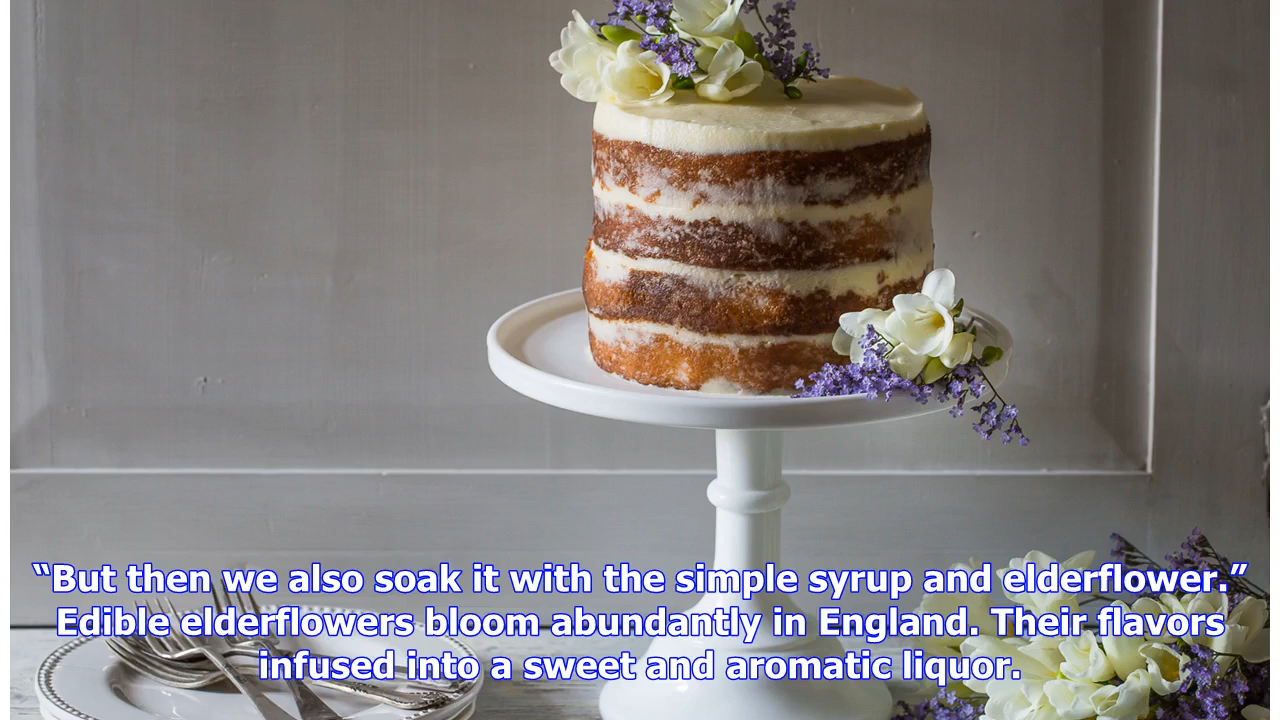 “But then we also soak it with the simple syrup and elderflower.”
Edible elderflowers bloom abundantly in England. Their flavors
infused into a sweet and aromatic liquor.